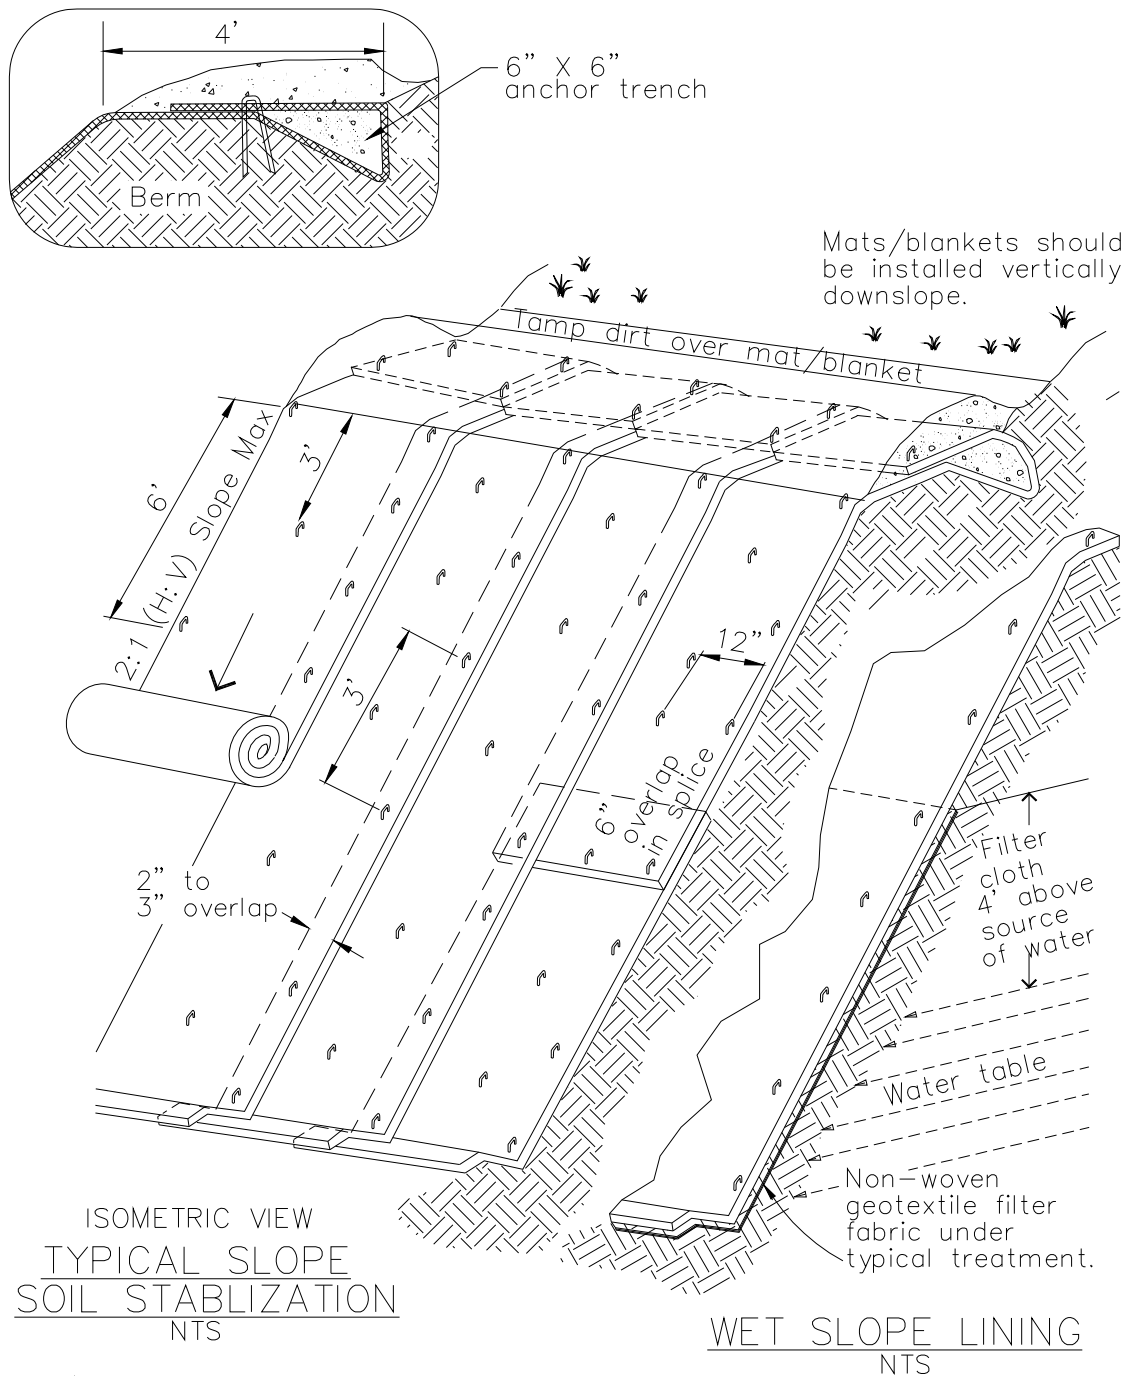 4'
6" X 6"
anchor trench
Berm
Mats/blankets should
be installed vertically
downslope.
Tamp dirt over mat/blanket
6'
2:1 (H:V) Slope Max
3'
3'
12"
6"
overlap
in splice
2" to
3" overlap
Filter
cloth
4' above
source
of water
Water table
Non-woven
geotextile filter
fabric under
typical treatment.
ISOMETRIC VIEW
TYPICAL SLOPE
SOIL STABLIZATION
NTS
WET SLOPE LINING
NTS